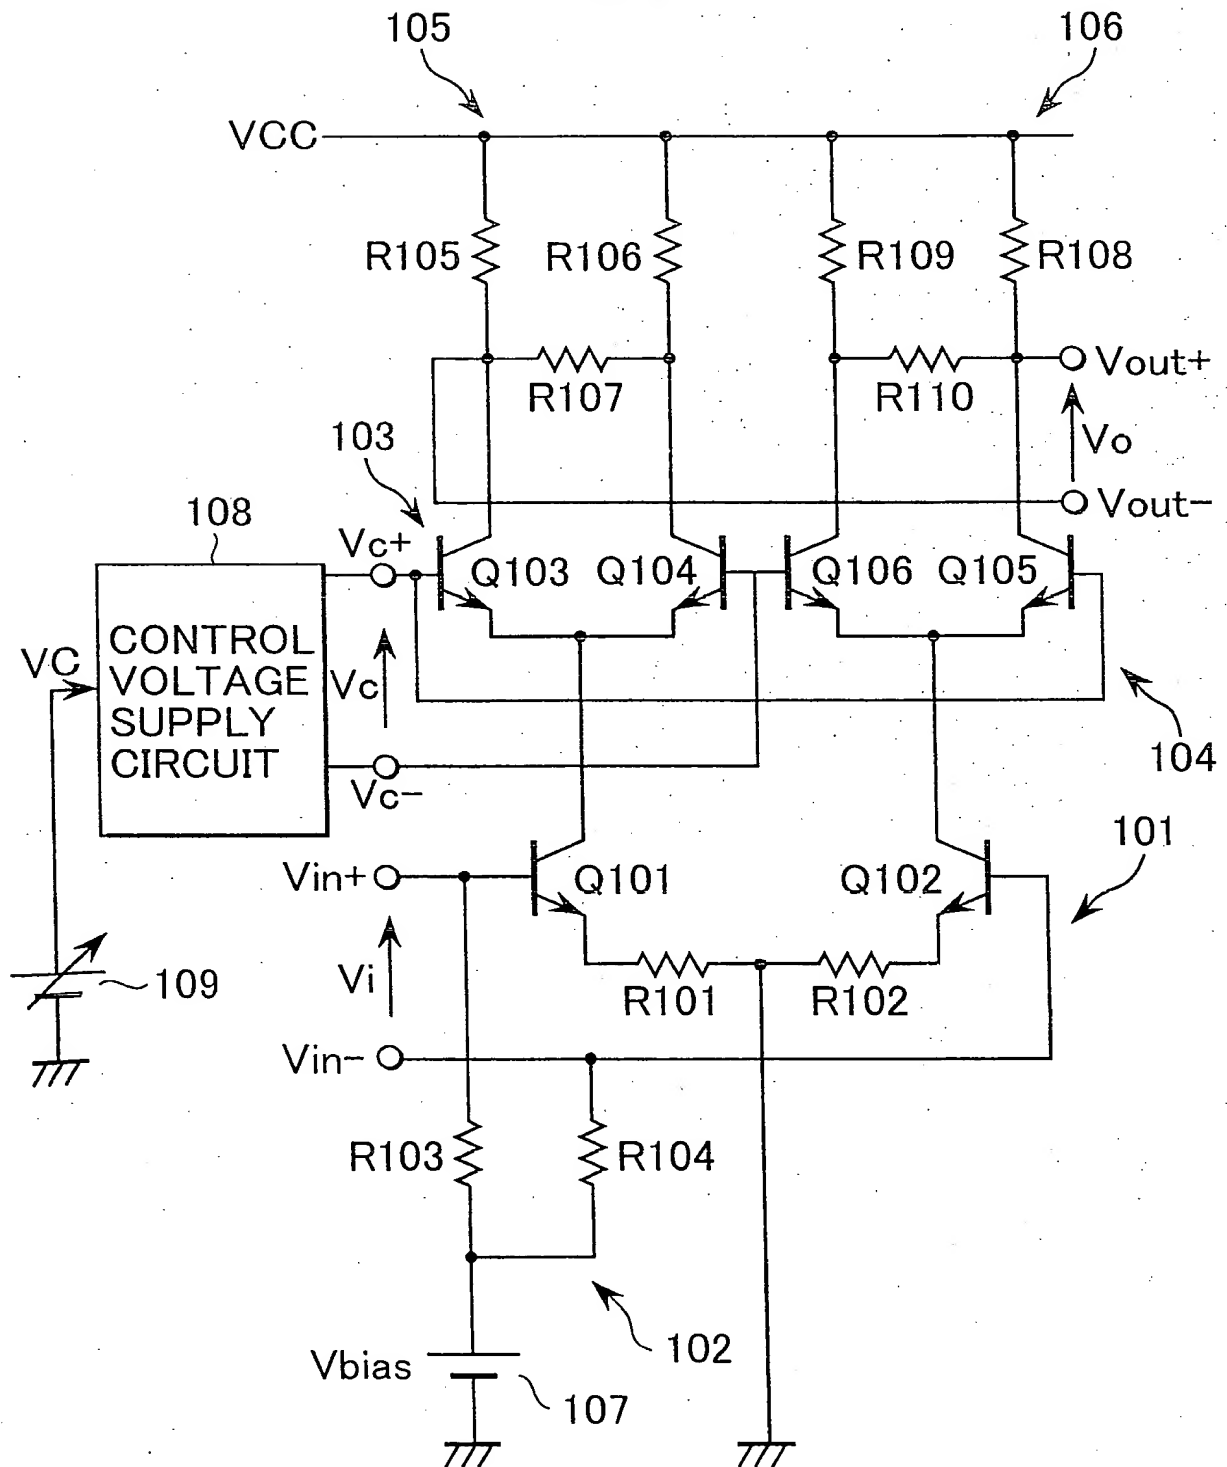 105
106
VCC
R105
R106
R109
R108
R107
R110
Vout+
Vo
Vout-
103
108
Vc+
Q103
Q104
Q106
Q105
CONTROL
VOLTAGE
SUPPLY
CIRCUIT
VC
Vc
Vc-
104
101
Vin+
Q101
Q102
109
Vi
R101
R102
Vin-
R103
R104
102
Vbias
107